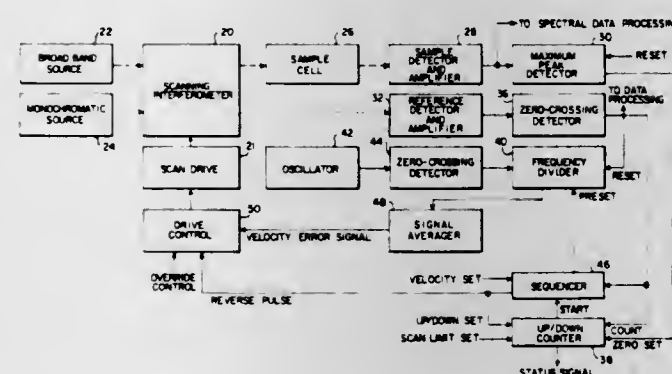 TO SPECTRAL DATA PROCESSING
22
20
26
28
30
BROAD BAND
SOURCE
SCANNING
INTERFEROMETER
SAMPLE
CELL
SAMPLE
DETECTOR
AND
AMPLIFIER
MAXIMUM
PEAK
DETECTOR
RESET
MONOCHROMATIC
SOURCE
24
32
REFERENCE
DETECTOR
AND
AMPLIFIER
36
ZERO-CROSSING
DETECTOR
TO DATA
PROCESSING
21
SCAN DRIVE
42
OSCILLATOR
44
ZERO-CROSSING
DETECTOR
40
FREQUENCY
DIVIDER
RESET
PRESET
50
DRIVE
CONTROL
VELOCITY ERROR SIGNAL
48
SIGNAL
AVERAGER
OVERRIDE
CONTROL
REVERSE PULSE
VELOCITY SET
46
SEQUENCER
START
UP/DOWN SET
SCAN LIMIT SET
UP/DOWN
COUNTER
COUNT
ZERO SET
38
STATUS SIGNAL